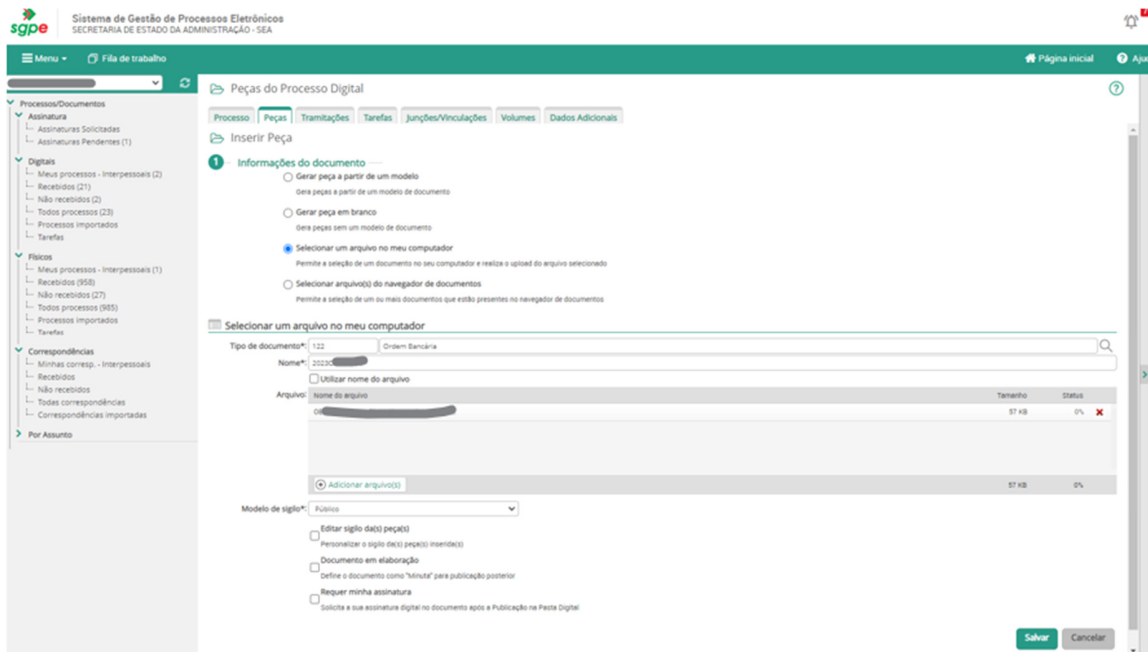 sgpe
Sistema de Gestão de Processos Eletrônicos
SECRETARIA DE ESTADO DA ADMINISTRAÇÃO - SEA
Menu
Fila de trabalho
Página inicial
Aju
Processos/Documentos
Assinatura
Assinaturas Solicitadas
Assinaturas Pendentes (1)
Digitais
Meus processos - Interpessoais (2)
Recebidos (21)
Não recebidos (2)
Todos processos (23)
Processos importados
Tarefas
Físicos
Meus processos - Interpessoais (1)
Recebidos (958)
Não recebidos (27)
Todos processos (985)
Processos importados
Tarefas
Correspondências
Minhas corresp. - Interpessoais
Recebidos
Não recebidos
Todas correspondências
Correspondências importadas
Por Assunto
Peças do Processo Digital
Processo Peças Tramitações Tarefas Junções/Vinculações Volumes Dados Adicionais
Inserir Peça
1 Informações do documento
Gerar peça a partir de um modelo
Gera peças a partir de um modelo de documento
Gerar peça em branco
Gera peças sem um modelo de documento
Selecionar um arquivo no meu computador
Permite a seleção de um documento no seu computador e realiza o upload do arquivo selecionado
Selecionar arquivo(s) do navegador de documentos
Permite a seleção de um ou mais documentos que estão presentes no navegador de documentos
Selecionar um arquivo no meu computador
Tipo de documento*: 122 Ordem Bancária
Nome*:
Utilizar nome do arquivo
Arquivo: Nome do arquivo Tamanho Status
57 KB 0%
Adicionar arquivo(s) 57 KB 0%
Modelo de sigilo*: Público
Editar sigilo da(s) peça(s)
Personalizar o sigilo da(s) peça(s) inserida(s)
Documento em elaboração
Define o documento como "Minuta" para publicação posterior
Requer minha assinatura
Solicita a sua assinatura digital no documento após a Publicação na Pasta Digital
Salvar Cancelar